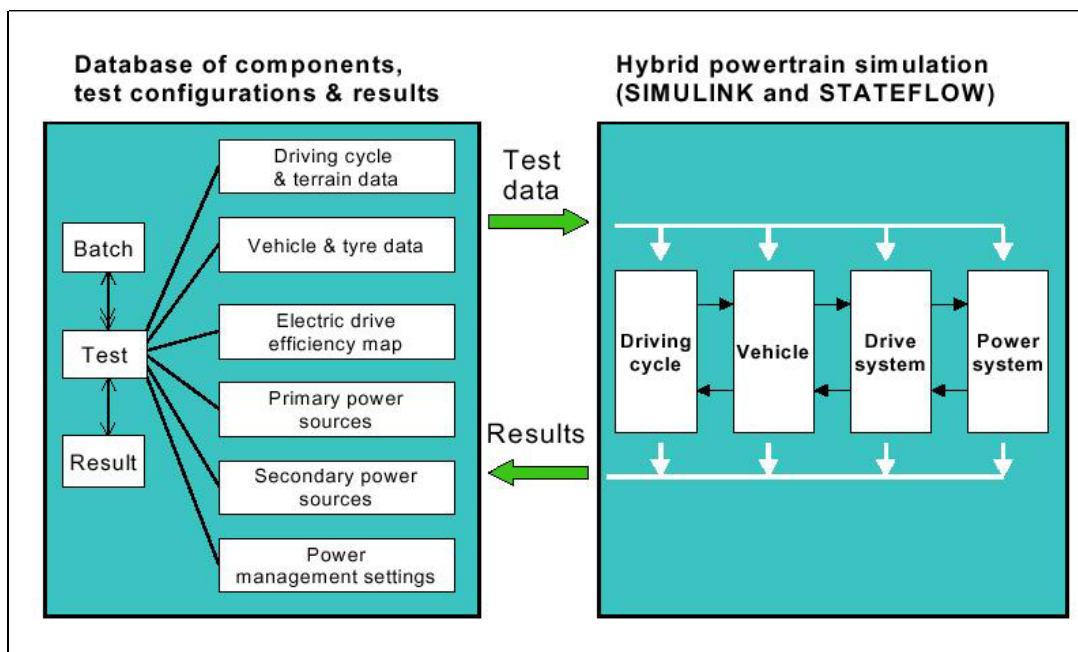 Database of components,
test configurations & results
Hybrid powertrain simulation
(SIMULINK and STATEFLOW)
Driving cycle
& terrain data
Vehicle & tyre data
Electric drive
efficiency map
Primary power
sources
Secondary power
sources
Power
management settings
Batch
Test
Result
Test
data
Results
Driving
cycle
Vehicle
Drive
system
Power
system